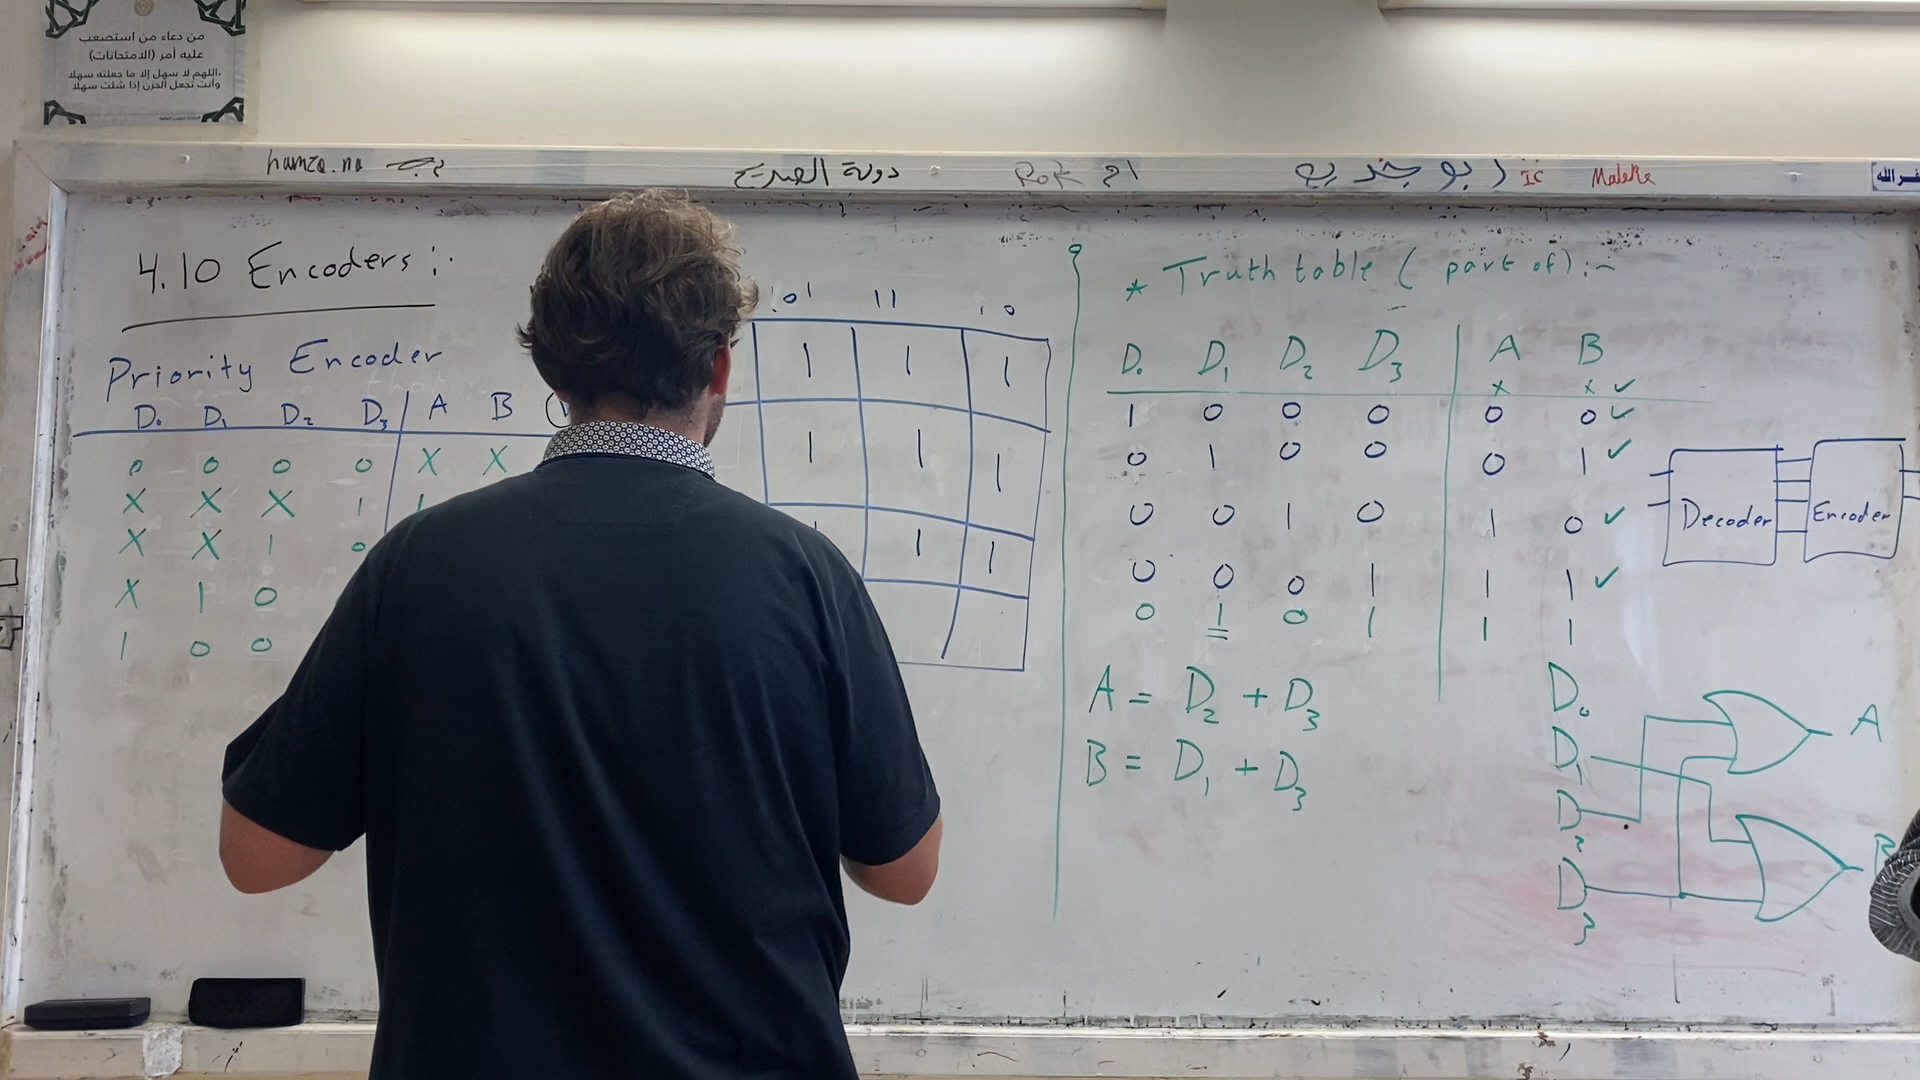 من دعاء من استصعب
عليه أمر (الامتحانات)
اللهم لا سهل إلا ما جعلته سهلا،
وأنت تجعل الحزن إذا شئت سهلا
hamza.na
دولة
ابو
Malake
4.10 Encoders:
Priority Encoder
D₀ D₁ D₂ D₃ A B
0 0 0 0 X X
X X X 1 1
X X 1 0
X 1 0
1 0 0
01 11 10
1 1 1
1 1 1
1 1 1
* Truth table (part of):-
D₀ D₁ D₂ D₃ A B
x x ✓
1 0 0 0 0 0 ✓
0 1 0 0 0 1 ✓
0 0 1 0 1 0 ✓
0 0 0 1 1 1 ✓
0 1 0 1 1 1
A = D₂ + D₃
B = D₁ + D₃
Decoder Encoder
D₀
D₁
D₂
D₃
A
B